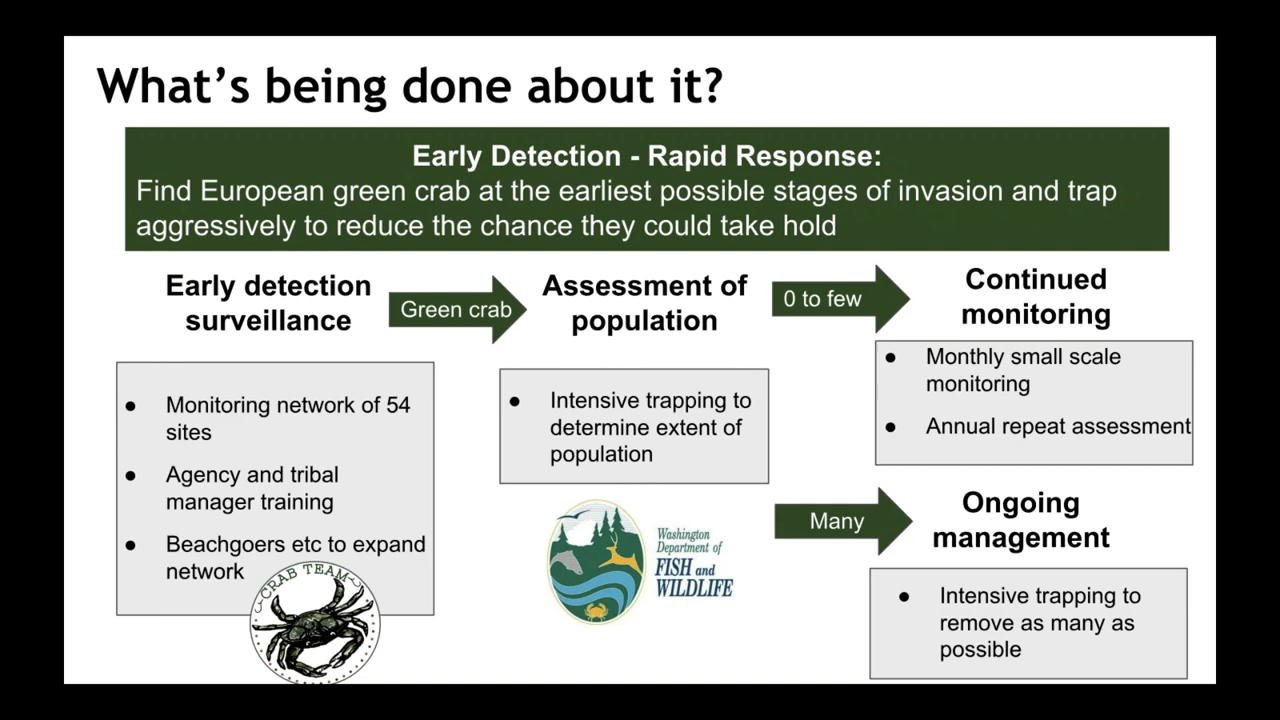 What's being done about it?
Early Detection - Rapid Response:
Find European green crab at the earliest possible stages of invasion and trap
aggressively to reduce the chance they could take hold
Early detection
surveillance
Green crab
Assessment of
population
0 to few
Continued
monitoring
● Monitoring network of 54
sites
● Agency and tribal
manager training
● Beachgoers etc to expand
network
CRAB TEAM
● Intensive trapping to
determine extent of
population
Washington
Department of
FISH and
WILDLIFE
● Monthly small scale
monitoring
● Annual repeat assessment
Many
Ongoing
management
● Intensive trapping to
remove as many as
possible